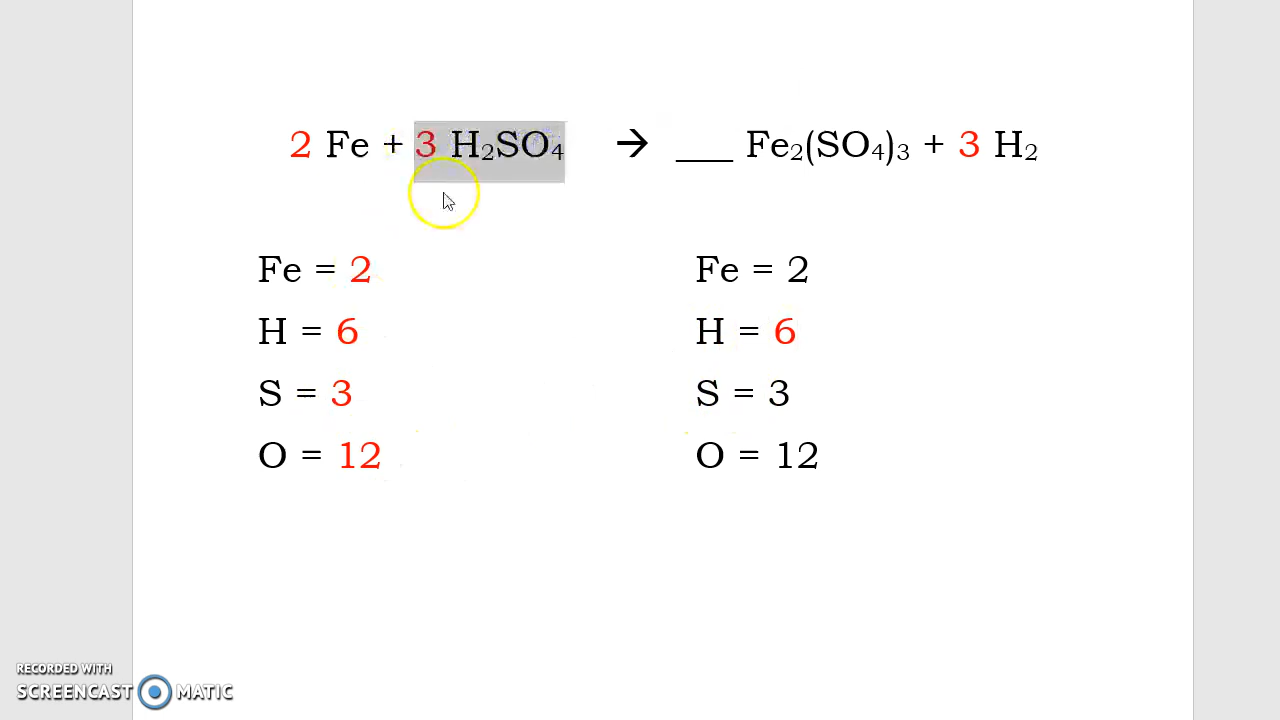 2 Fe + 3 H₂SO₄ → ___ Fe₂(SO₄)₃ + 3 H₂
Fe = 2 Fe = 2
H = 6 H = 6
S = 3 S = 3
O = 12 O = 12
RECORDED WITH
SCREENCAST MATIC